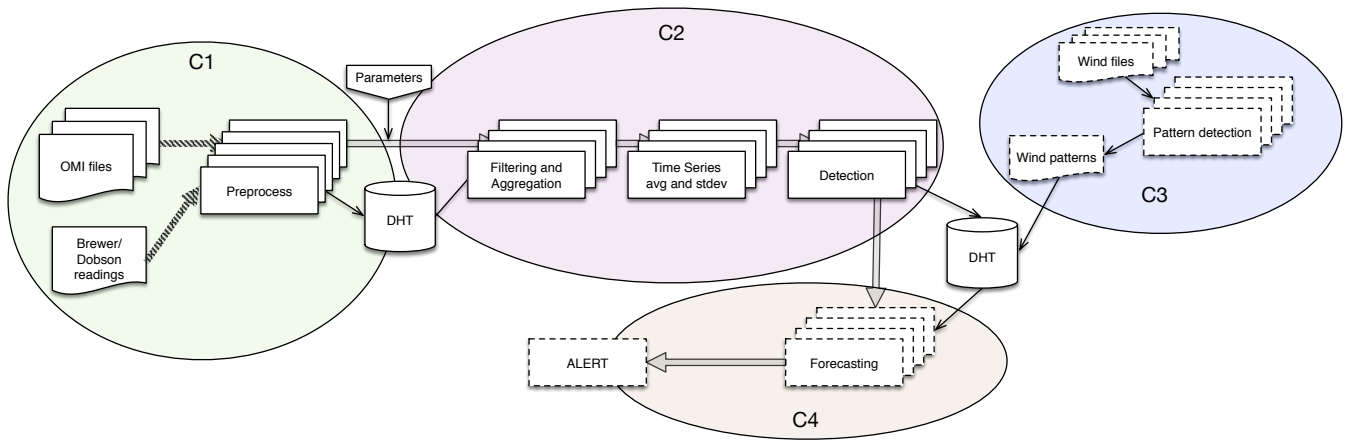 C1
OMI files
Brewer/
Dobson
readings
Preprocess
Parameters
DHT
C2
Filtering and
Aggregation
Time Series
avg and stdev
Detection
DHT
C3
Wind files
Pattern detection
Wind patterns
C4
Forecasting
ALERT